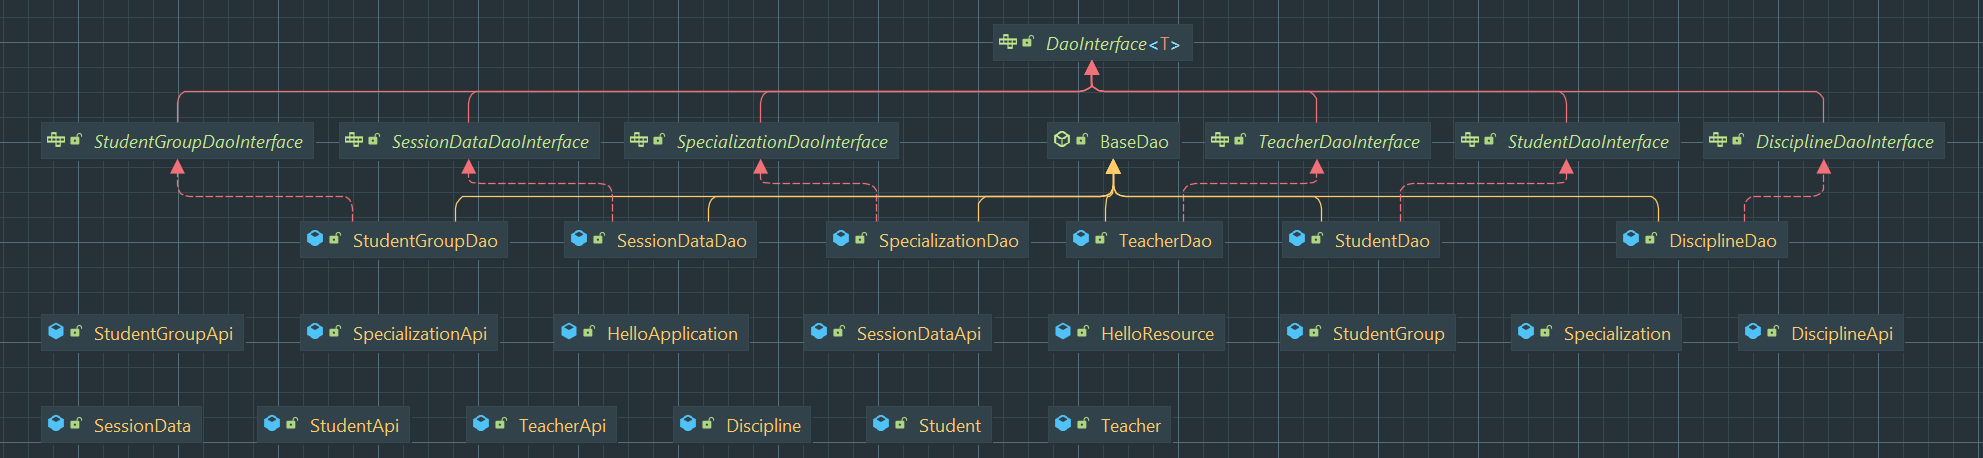 DaoInterface<T>
StudentGroupDaoInterface
SessionDataDaoInterface
SpecializationDaoInterface
BaseDao
TeacherDaoInterface
StudentDaoInterface
DisciplineDaoInterface
StudentGroupDao
SessionDataDao
SpecializationDao
TeacherDao
StudentDao
DisciplineDao
StudentGroupApi
SpecializationApi
HelloApplication
SessionDataApi
HelloResource
StudentGroup
Specialization
DisciplineApi
SessionData
StudentApi
TeacherApi
Discipline
Student
Teacher